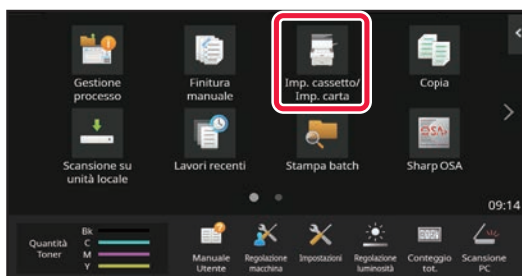 Gestione
processo
Finitura
manuale
Imp. cassetto/
Imp. carta
Copia
Scansione su
unità locale
Lavori recenti
Stampa batch
OSA
Sharp OSA
09:14
Quantità
Toner
Bk
C
M
Y
Manuale
Utente
Regolazione
macchina
Impostazioni
Regolazione
luminosità
Conteggio
tot.
Scansione
PC